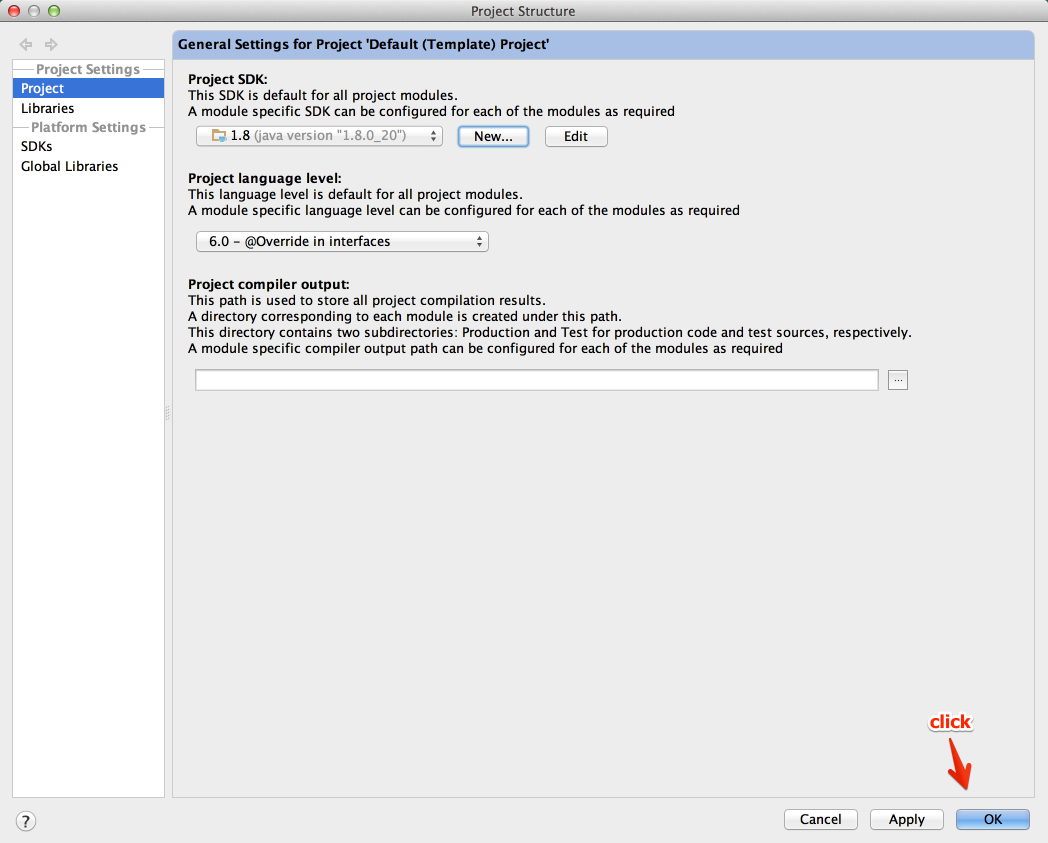 Project Structure
Project Settings
Project
Libraries
Platform Settings
SDKs
Global Libraries
General Settings for Project 'Default (Template) Project'
Project SDK:
This SDK is default for all project modules.
A module specific SDK can be configured for each of the modules as required
1.8 (java version "1.8.0_20") New... Edit
Project language level:
This language level is default for all project modules.
A module specific language level can be configured for each of the modules as required
6.0 – @Override in interfaces
Project compiler output:
This path is used to store all project compilation results.
A directory corresponding to each module is created under this path.
This directory contains two subdirectories: Production and Test for production code and test sources, respectively.
A module specific compiler output path can be configured for each of the modules as required
...
click
? Cancel Apply OK